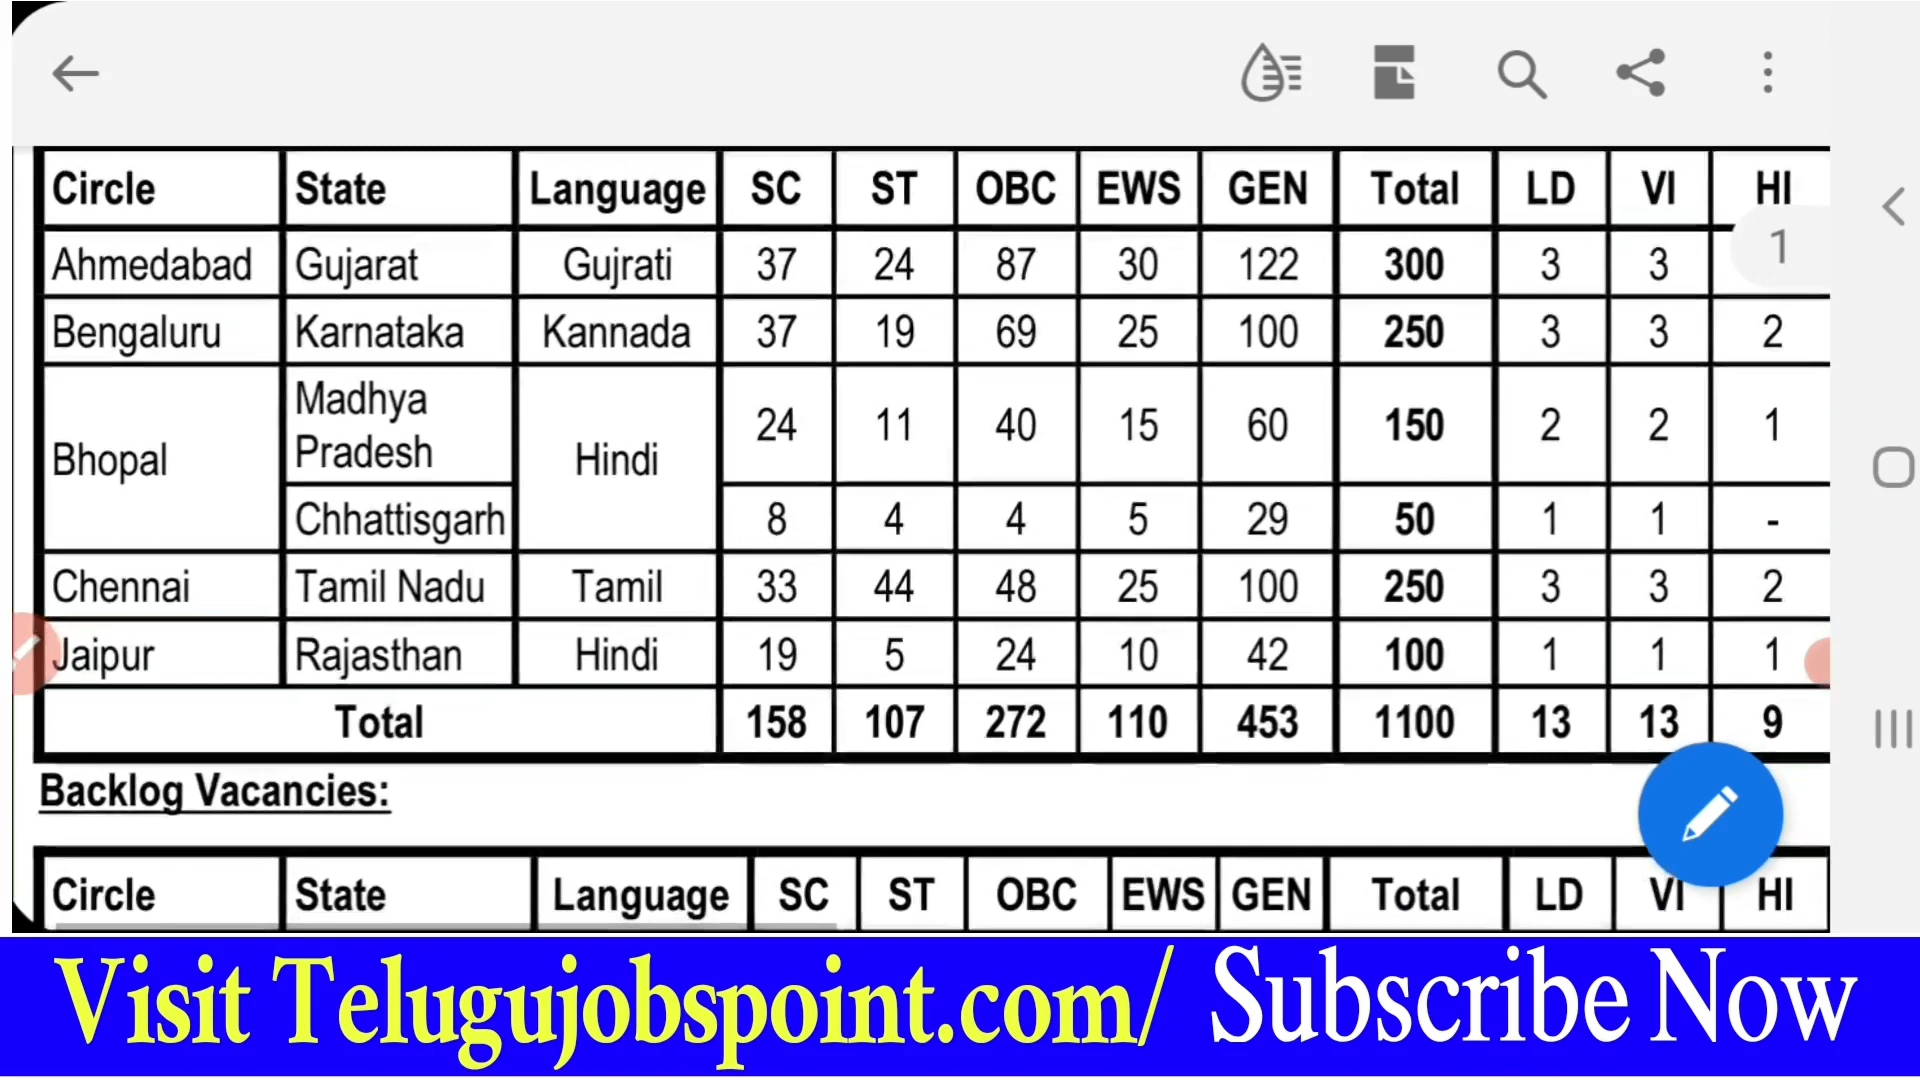 Circle State Language SC ST OBC EWS GEN Total LD VI HI
Ahmedabad Gujarat Gujrati 37 24 87 30 122 300 3 3
1
Bengaluru Karnataka Kannada 37 19 69 25 100 250 3 3 2
Bhopal Madhya Pradesh Hindi 24 11 40 15 60 150 2 2 1
Chhattisgarh 8 4 4 5 29 50 1 1 -
Chennai Tamil Nadu Tamil 33 44 48 25 100 250 3 3 2
Jaipur Rajasthan Hindi 19 5 24 10 42 100 1 1 1
Total 158 107 272 110 453 1100 13 13 9
Backlog Vacancies:
Circle State Language SC ST OBC EWS GEN Total LD VI HI
Visit Telugujobspoint.com/ Subscribe Now